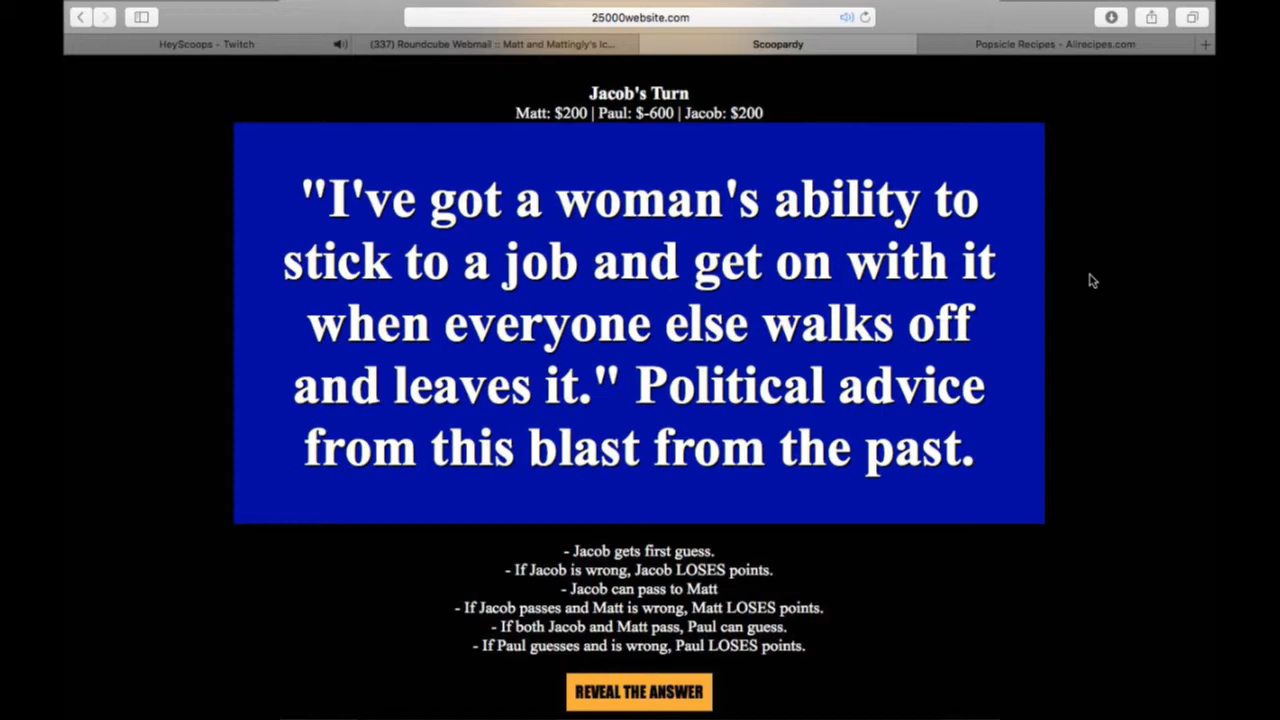 25000website.com
HeyScoops - Twitch
(337) Roundcube Webmail :: Matt and Mattingly's Ic...
Scoopardy
Popsicle Recipes - Allrecipes.com
Jacob's Turn
Matt: $200 | Paul: $-600 | Jacob: $200
"I've got a woman's ability to
stick to a job and get on with it
when everyone else walks off
and leaves it." Political advice
from this blast from the past.
- Jacob gets first guess.
- If Jacob is wrong, Jacob LOSES points.
- Jacob can pass to Matt
- If Jacob passes and Matt is wrong, Matt LOSES points.
- If both Jacob and Matt pass, Paul can guess.
- If Paul guesses and is wrong, Paul LOSES points.
REVEAL THE ANSWER